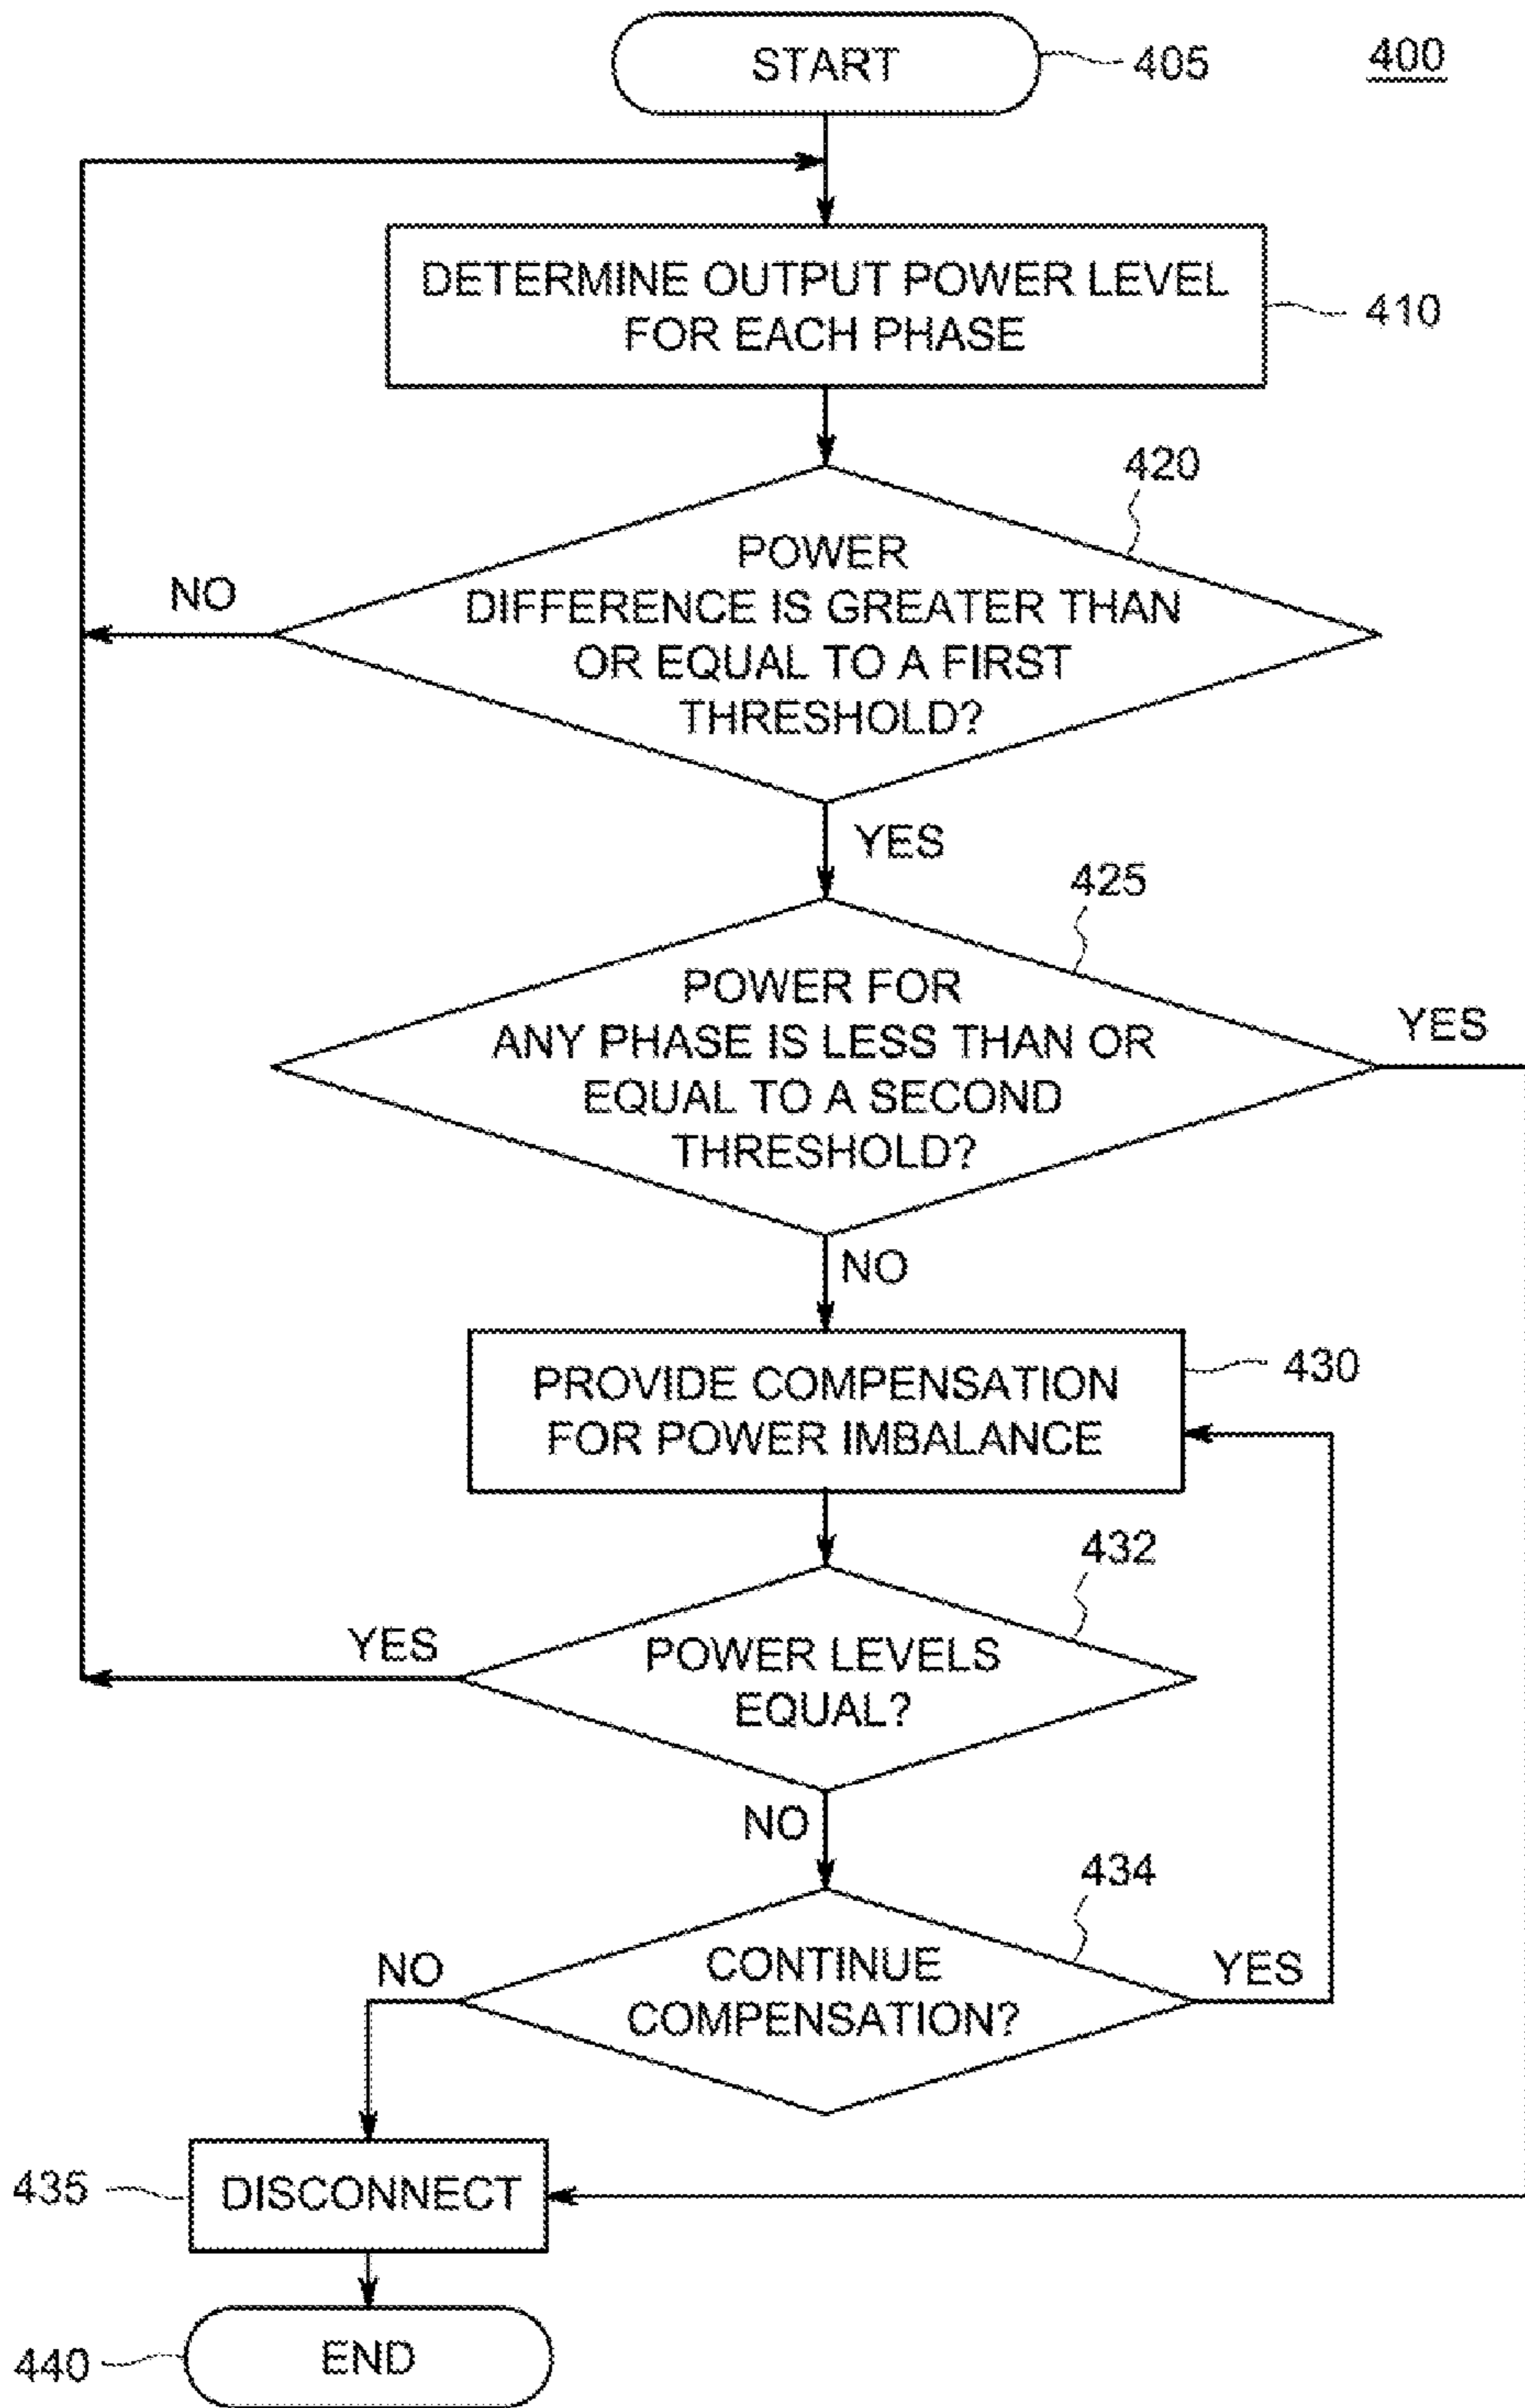 START
405
400
DETERMINE OUTPUT POWER LEVEL
FOR EACH PHASE
410
420
POWER
DIFFERENCE IS GREATER THAN
OR EQUAL TO A FIRST
THRESHOLD?
NO
YES
425
POWER FOR
ANY PHASE IS LESS THAN OR
EQUAL TO A SECOND
THRESHOLD?
YES
NO
PROVIDE COMPENSATION
FOR POWER IMBALANCE
430
432
POWER LEVELS
EQUAL?
YES
NO
434
CONTINUE
COMPENSATION?
NO
YES
435
DISCONNECT
440
END